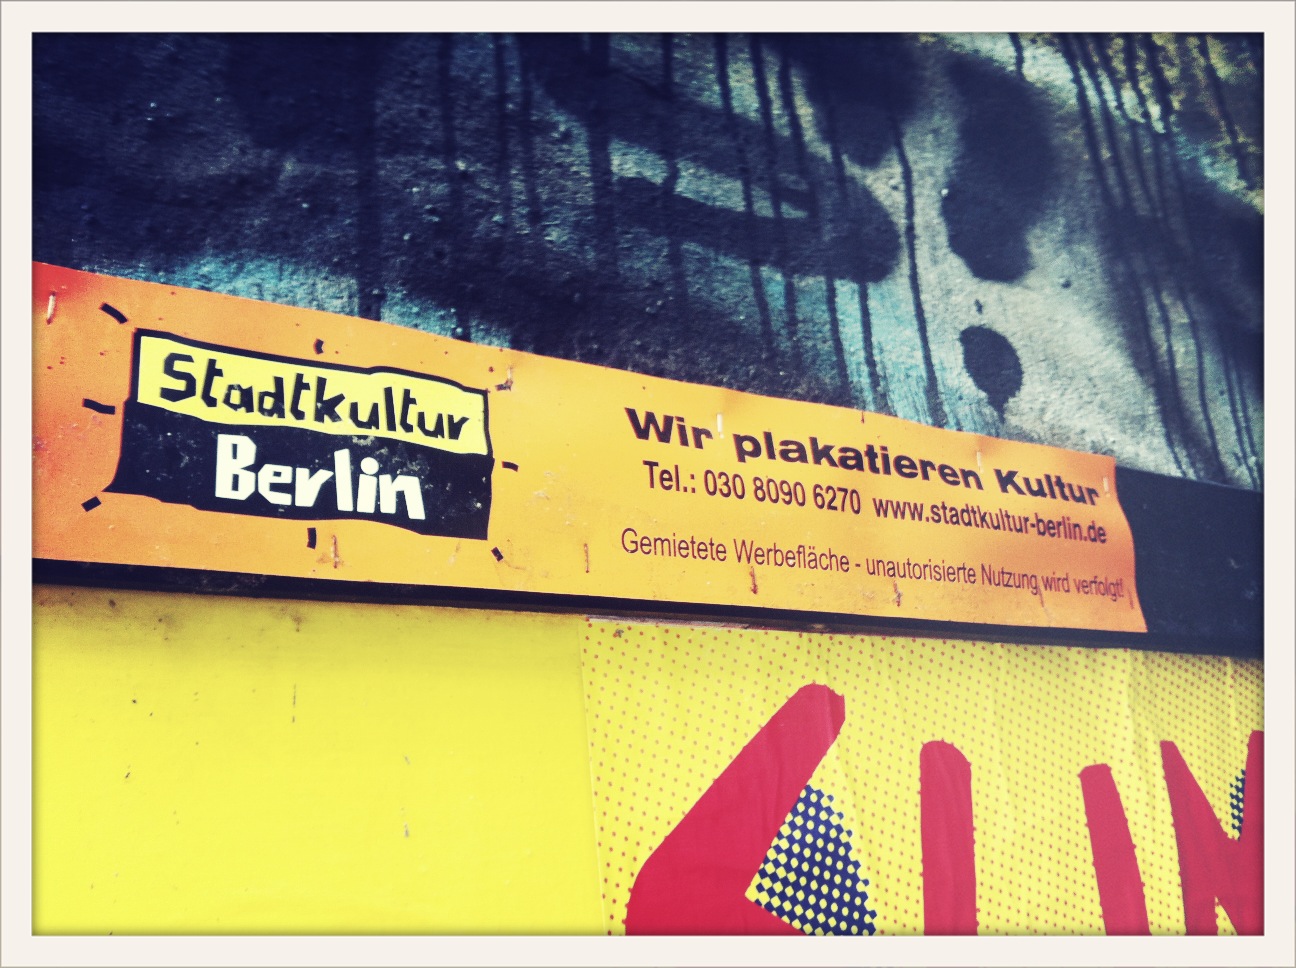 Stadtkultur
Berlin
Wir plakatieren Kultur
Tel.: 030 8090 6270 www.stadtkultur-berlin.de
Gemietete Werbefläche - unautorisierte Nutzung wird verfolgt!